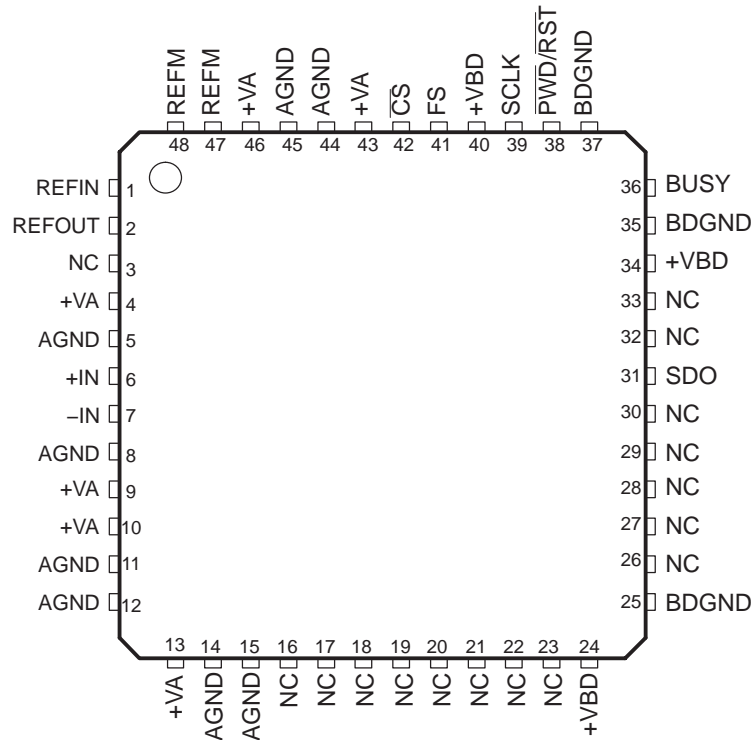 REFM REFM +VA AGND AGND +VA C̅S̅ FS +VBD SCLK P̅W̅D̅/R̅S̅T̅ BDGND
48 47 46 45 44 43 42 41 40 39 38 37
REFIN 1 36 BUSY
REFOUT 2 35 BDGND
NC 3 34 +VBD
+VA 4 33 NC
AGND 5 32 NC
+IN 6 31 SDO
−IN 7 30 NC
AGND 8 29 NC
+VA 9 28 NC
+VA 10 27 NC
AGND 11 26 NC
AGND 12 25 BDGND
13 14 15 16 17 18 19 20 21 22 23 24
+VA AGND AGND NC NC NC NC NC NC NC NC +VBD